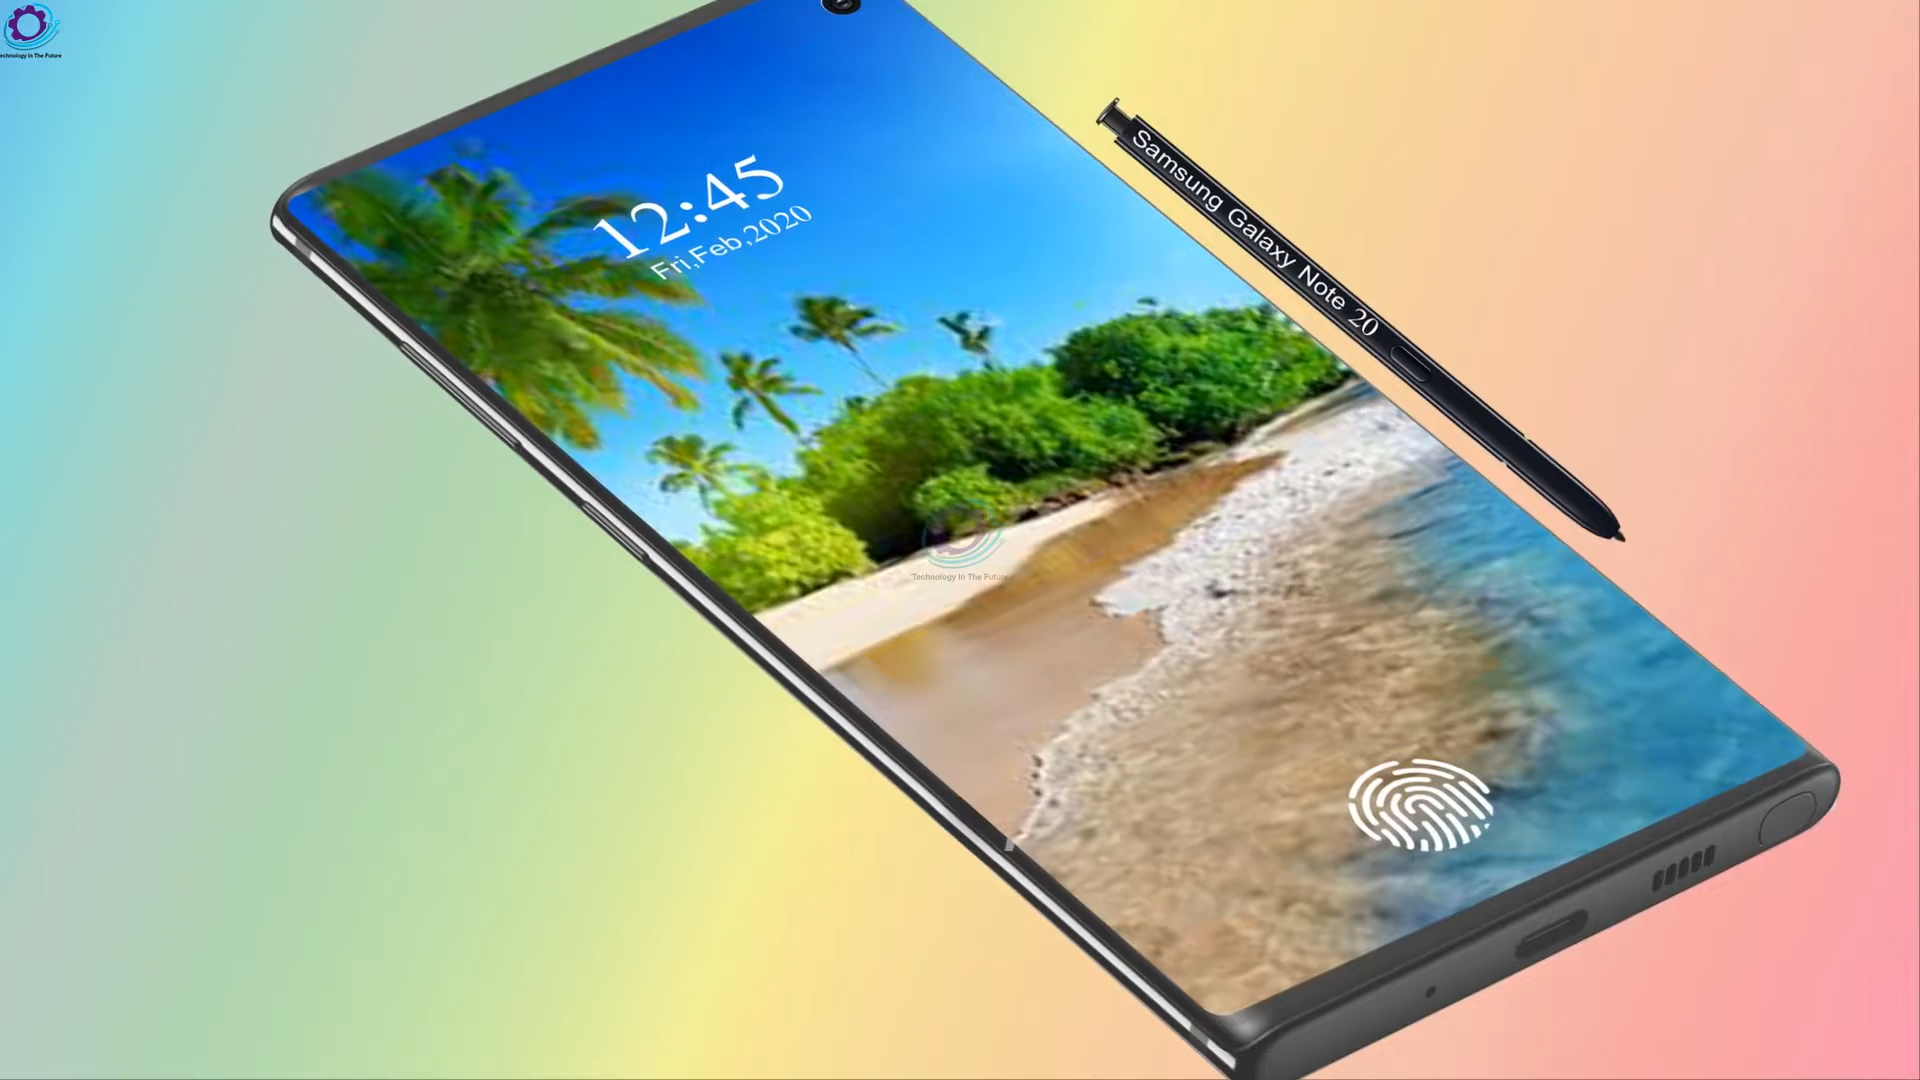 Technology In The Future
12:45
Fri,Feb,2020
Samsung Galaxy Note 20
'Technology In The Future